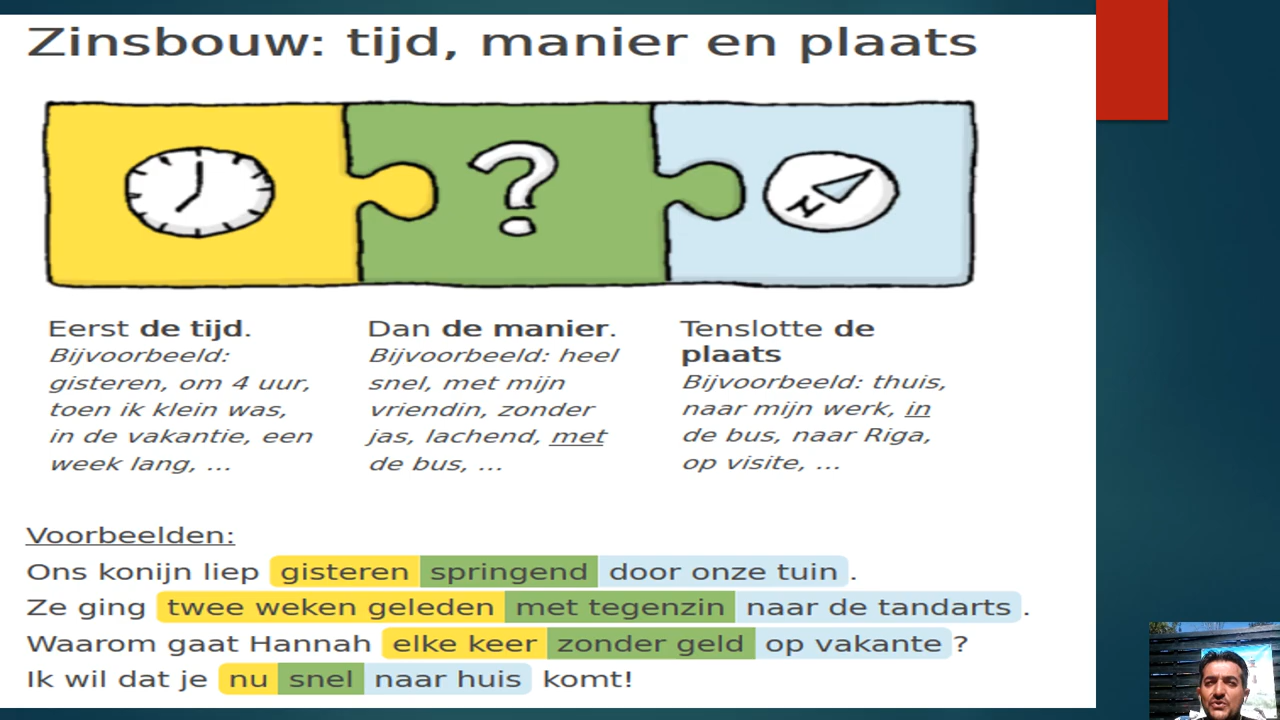 Zinsbouw: tijd, manier en plaats
Eerst de tijd.
Bijvoorbeeld:
gisteren, om 4 uur,
toen ik klein was,
in de vakantie, een
week lang, ...
Dan de manier.
Bijvoorbeeld: heel
snel, met mijn
vriendin, zonder
jas, lachend, met
de bus, ...
Tenslotte de
plaats
Bijvoorbeeld: thuis,
naar mijn werk, in
de bus, naar Riga,
op visite, ...
Voorbeelden:
Ons konijn liep gisteren springend door onze tuin.
Ze ging twee weken geleden met tegenzin naar de tandarts.
Waarom gaat Hannah elke keer zonder geld op vakante?
Ik wil dat je nu snel naar huis komt!